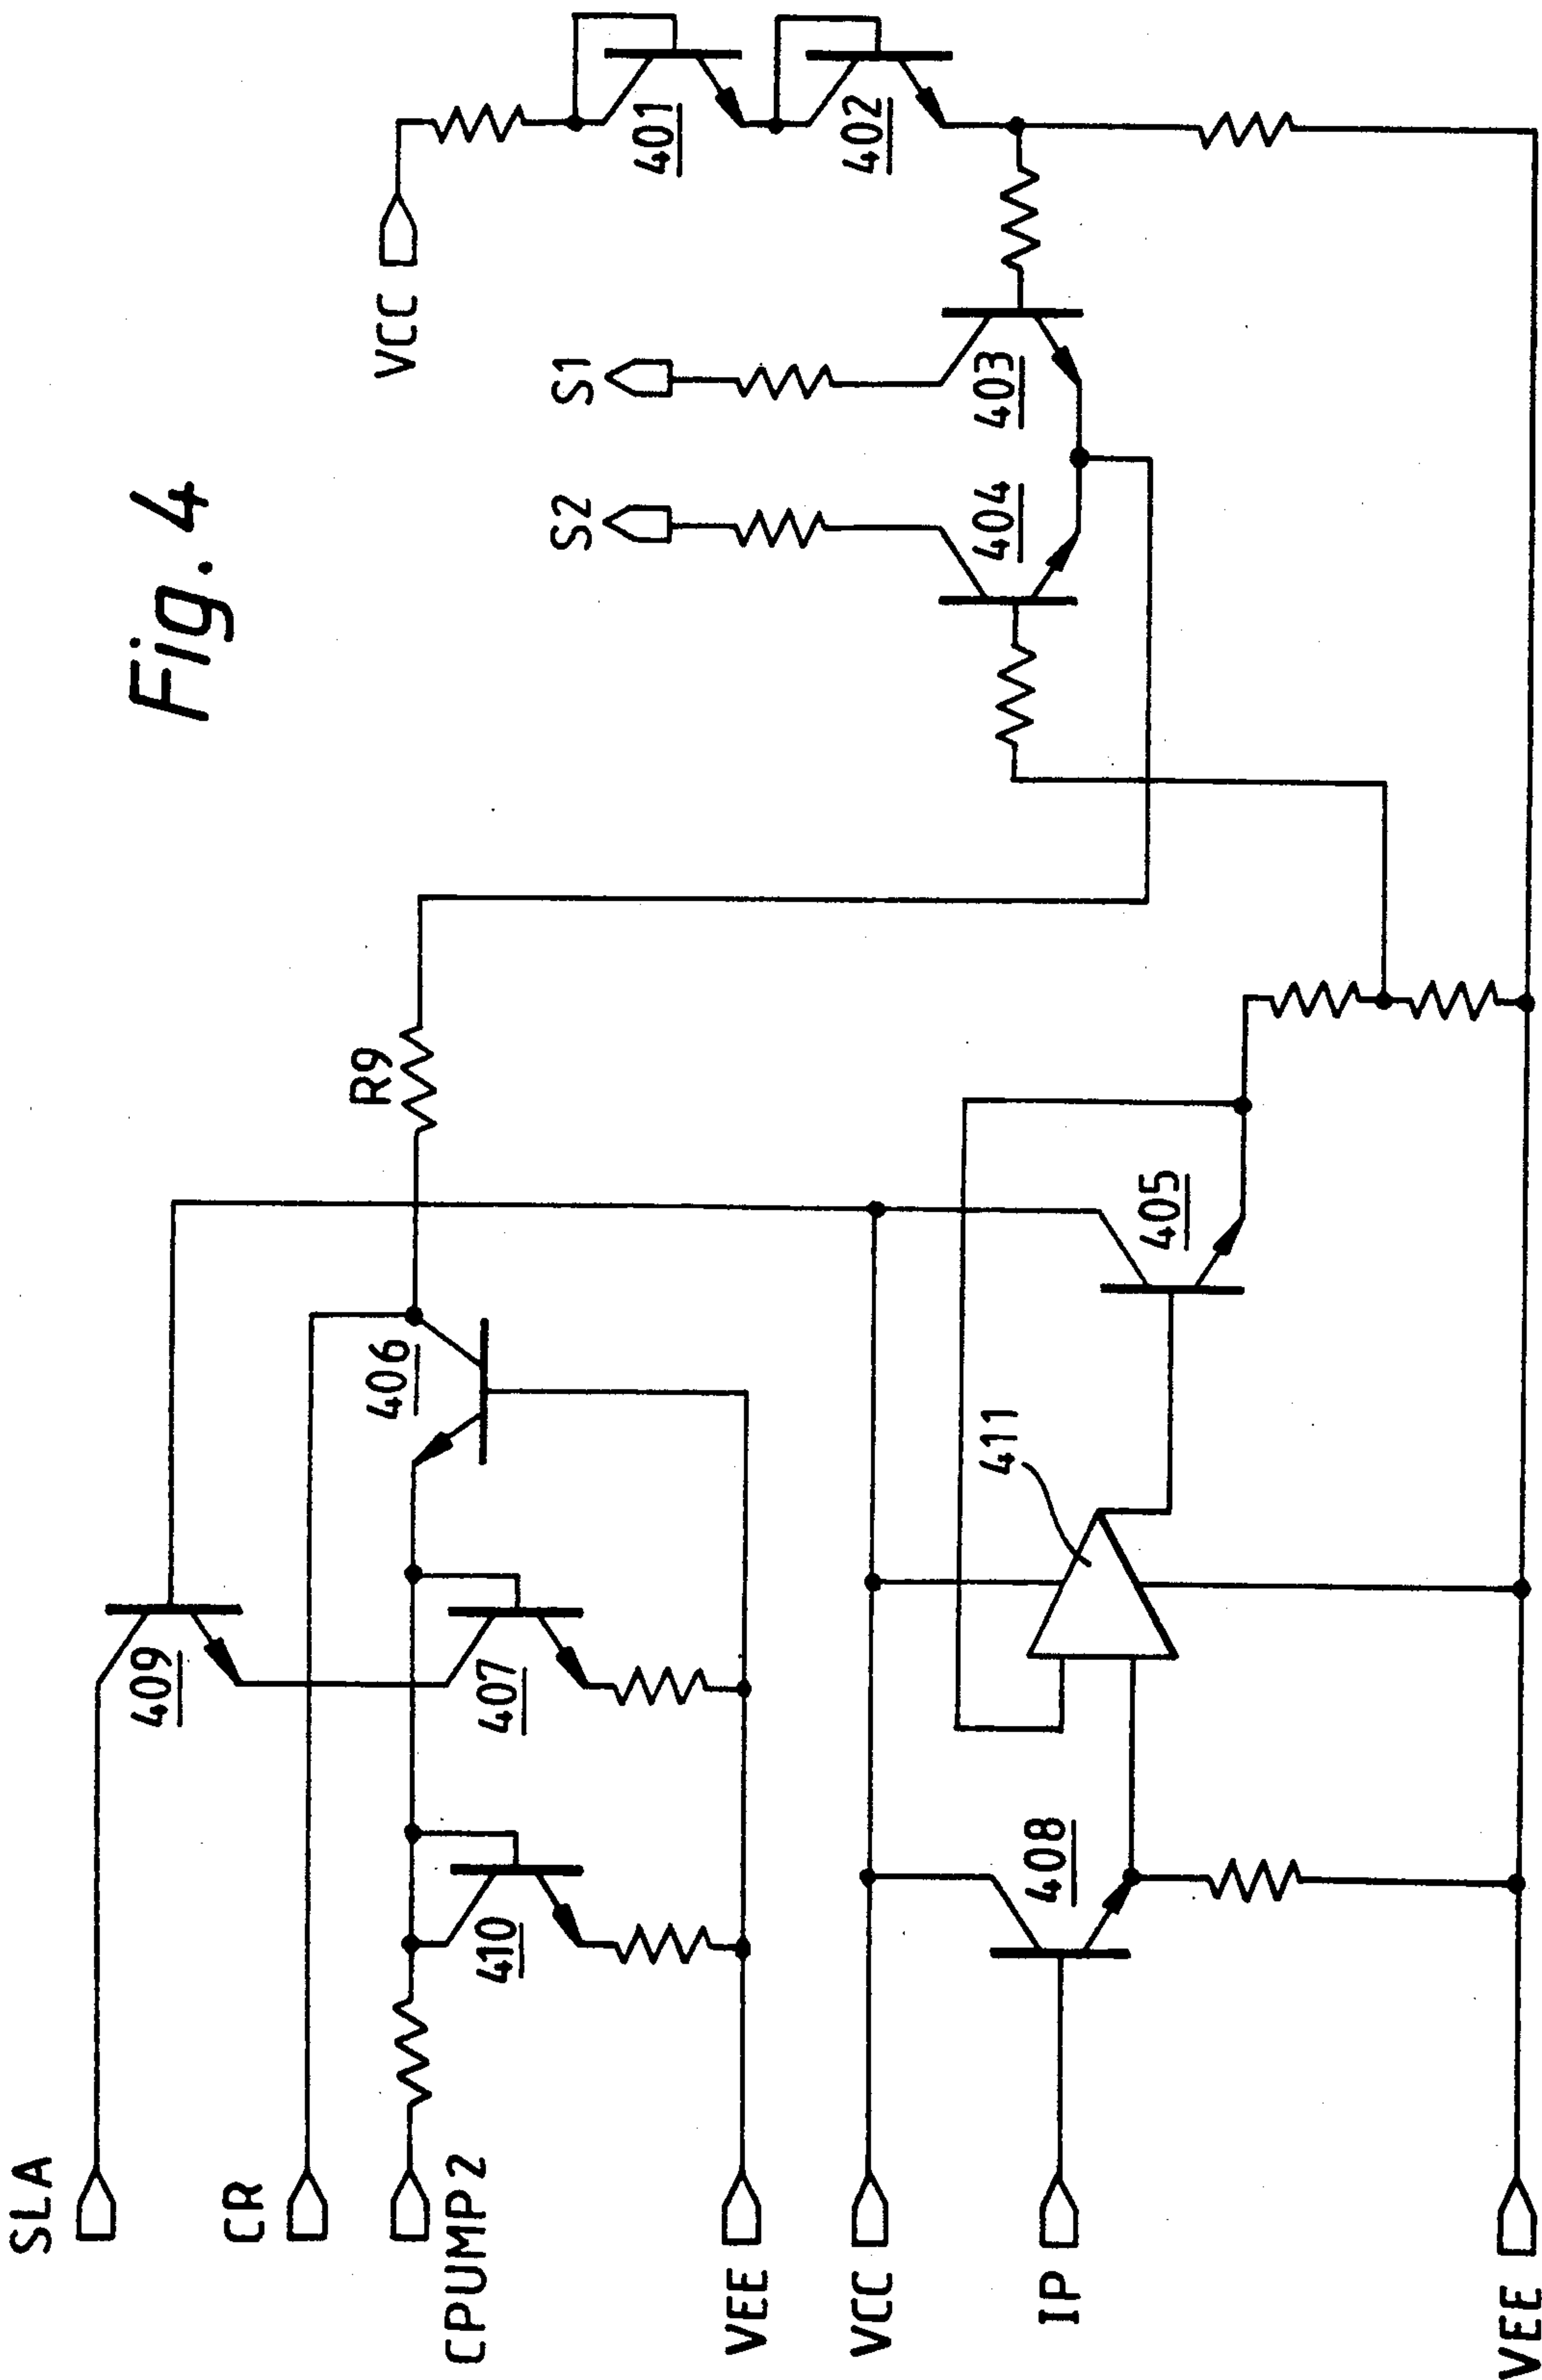 Fig. 4
SLA
CR
CPUMP2
VEE
VCC
IP
VEE
409
410
407
406
R9
408
411
405
S2
S1
404
403
VCC
401
402